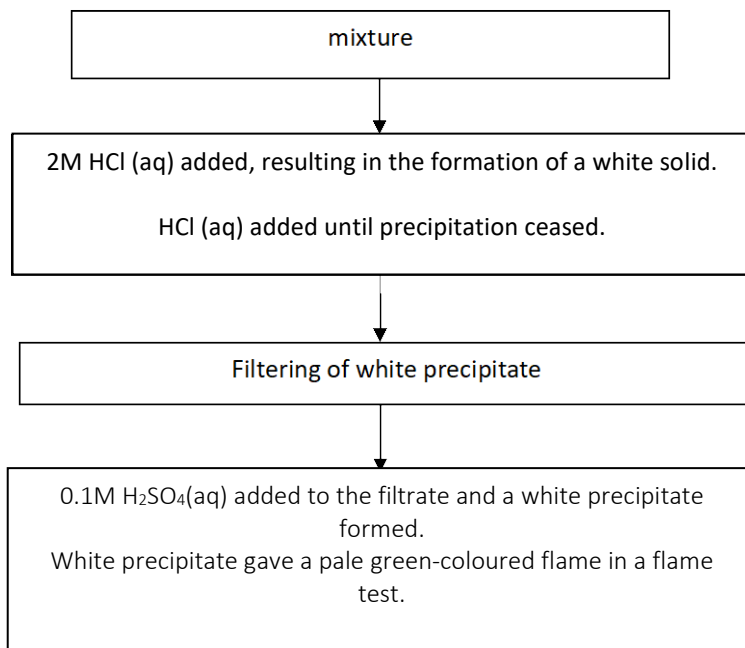 mixture
2M HCl (aq) added, resulting in the formation of a white solid.
HCl (aq) added until precipitation ceased.
Filtering of white precipitate
0.1M H₂SO₄(aq) added to the filtrate and a white precipitate
formed.
White precipitate gave a pale green-coloured flame in a flame
test.